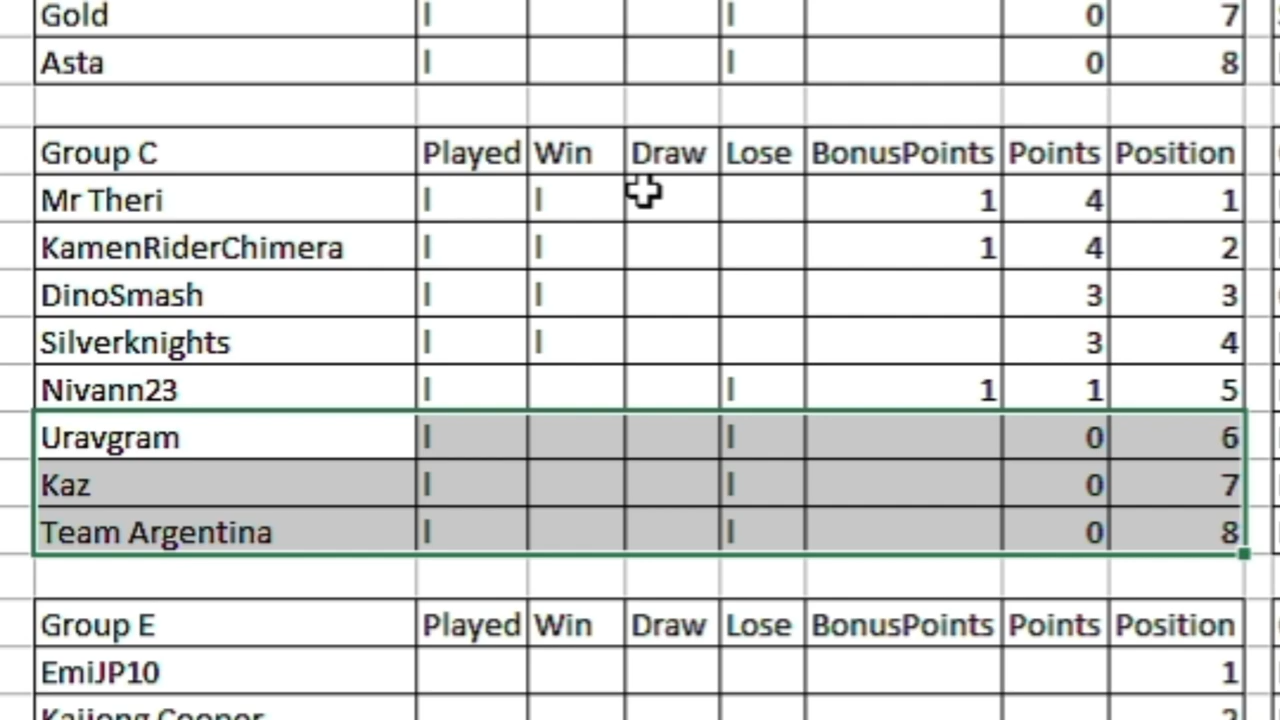 Gold l l 0 7
Asta l l 0 8
Group C Played Win Draw Lose BonusPoints Points Position
Mr Theri l l 1 4 1
KamenRiderChimera l l 1 4 2
DinoSmash l l 3 3
Silverknights l l 3 4
Nivann23 l l 1 1 5
Uravgram l l 0 6
Kaz l l 0 7
Team Argentina l l 0 8
Group E Played Win Draw Lose BonusPoints Points Position
EmiJP10 1